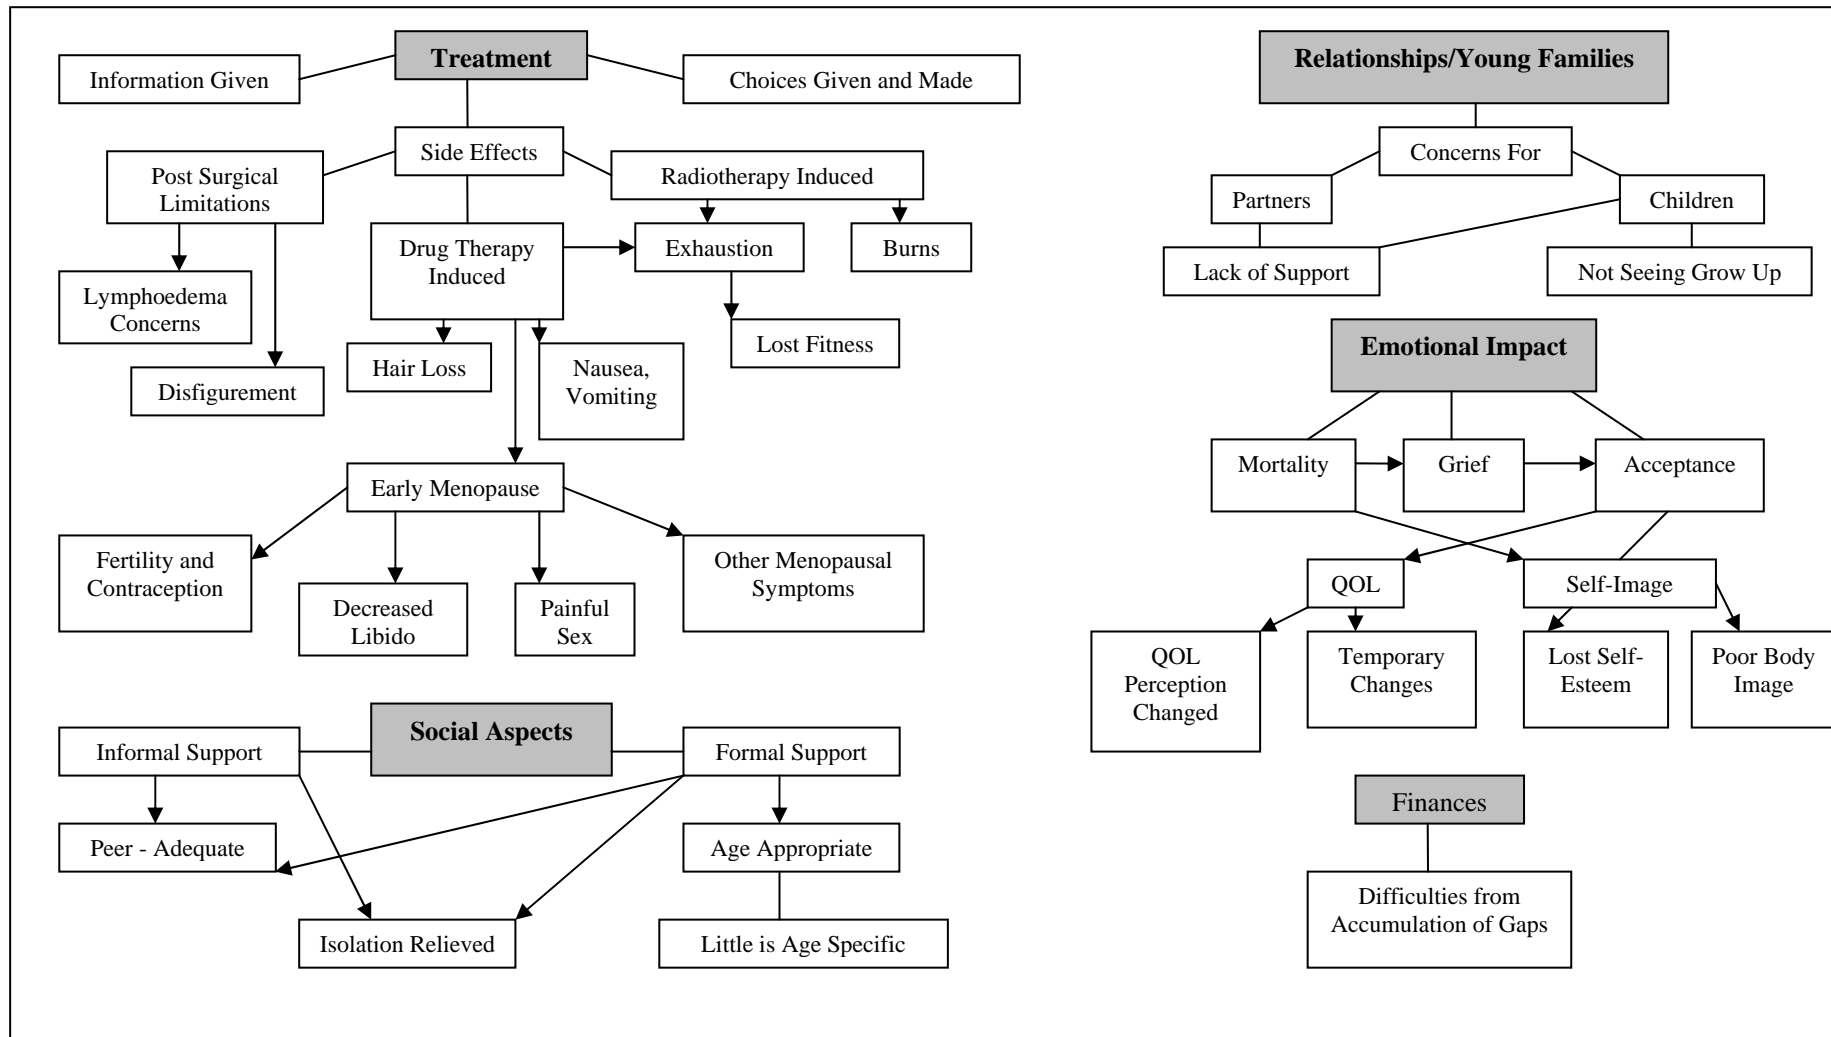 Treatment
Information Given
Choices Given and Made
Side Effects
Post Surgical
Limitations
Radiotherapy Induced
Drug Therapy
Induced
Exhaustion
Burns
Lymphoedema
Concerns
Lost Fitness
Hair Loss
Nausea,
Vomiting
Disfigurement
Early Menopause
Fertility and
Contraception
Decreased
Libido
Painful
Sex
Other Menopausal
Symptoms
Social Aspects
Informal Support
Formal Support
Peer - Adequate
Age Appropriate
Isolation Relieved
Little is Age Specific
Relationships/Young Families
Concerns For
Partners
Children
Lack of Support
Not Seeing Grow Up
Emotional Impact
Mortality
Grief
Acceptance
QOL
Self-Image
QOL
Perception
Changed
Temporary
Changes
Lost Self-
Esteem
Poor Body
Image
Finances
Difficulties from
Accumulation of Gaps